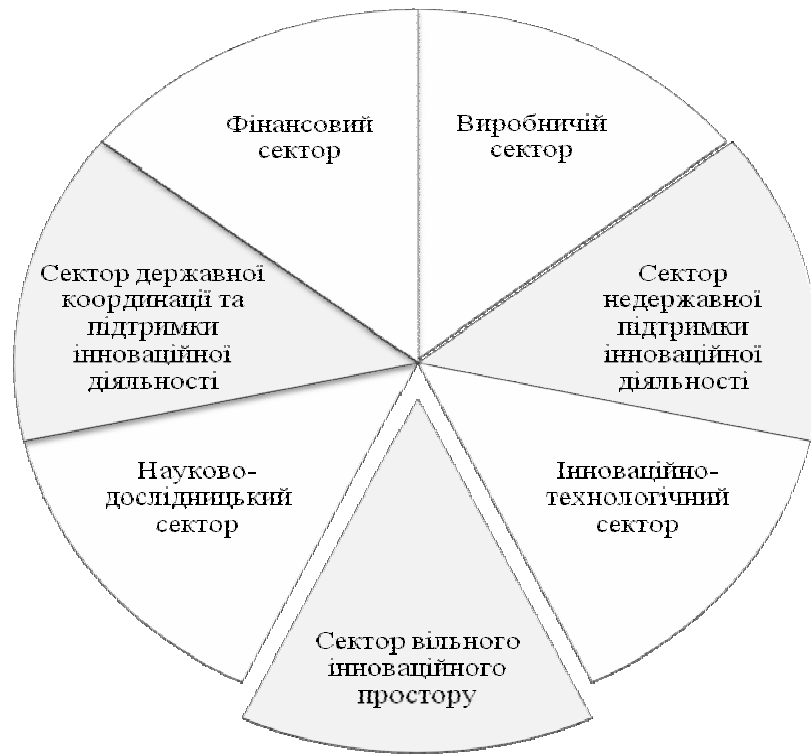 Фінансовий
сектор
Виробничій
сектор
Сектор державної
координації та
підтримки
інноваційної
діяльності
Сектор
недержавної
підтримки
інноваційної
діяльності
Науково-
дослідницький
сектор
Інноваційно-
технологічний
сектор
Сектор вільного
інноваційного
простору